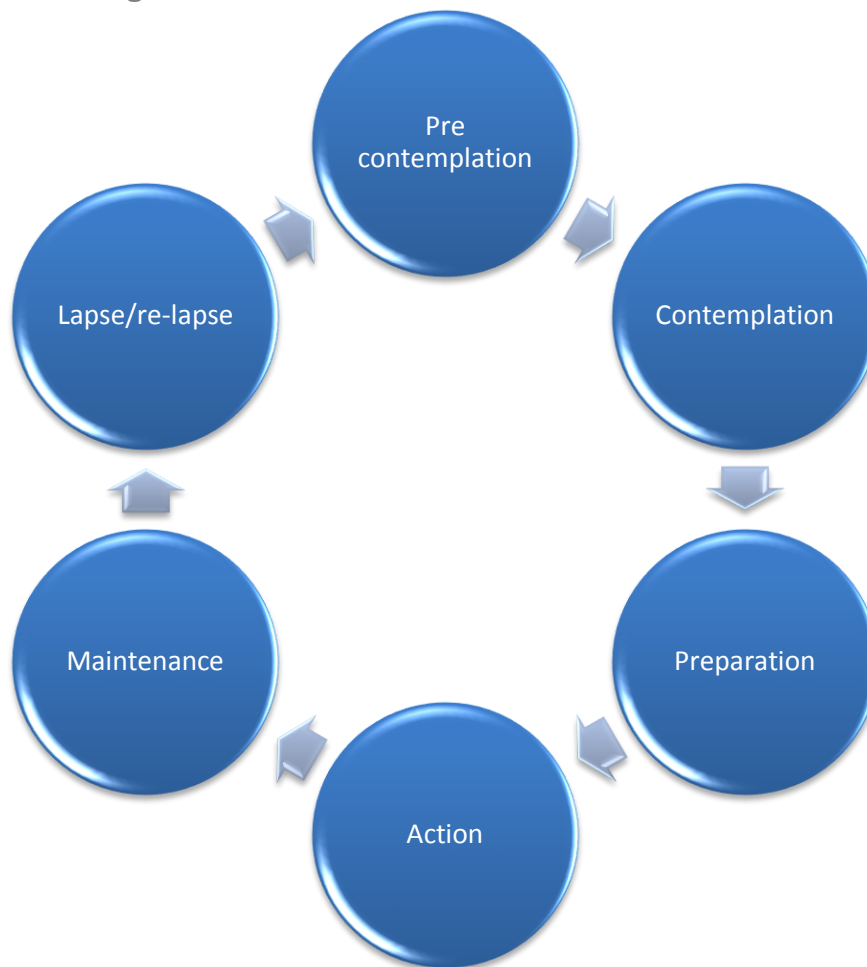 Pre
contemplation
Contemplation
Preparation
Action
Maintenance
Lapse/re-lapse